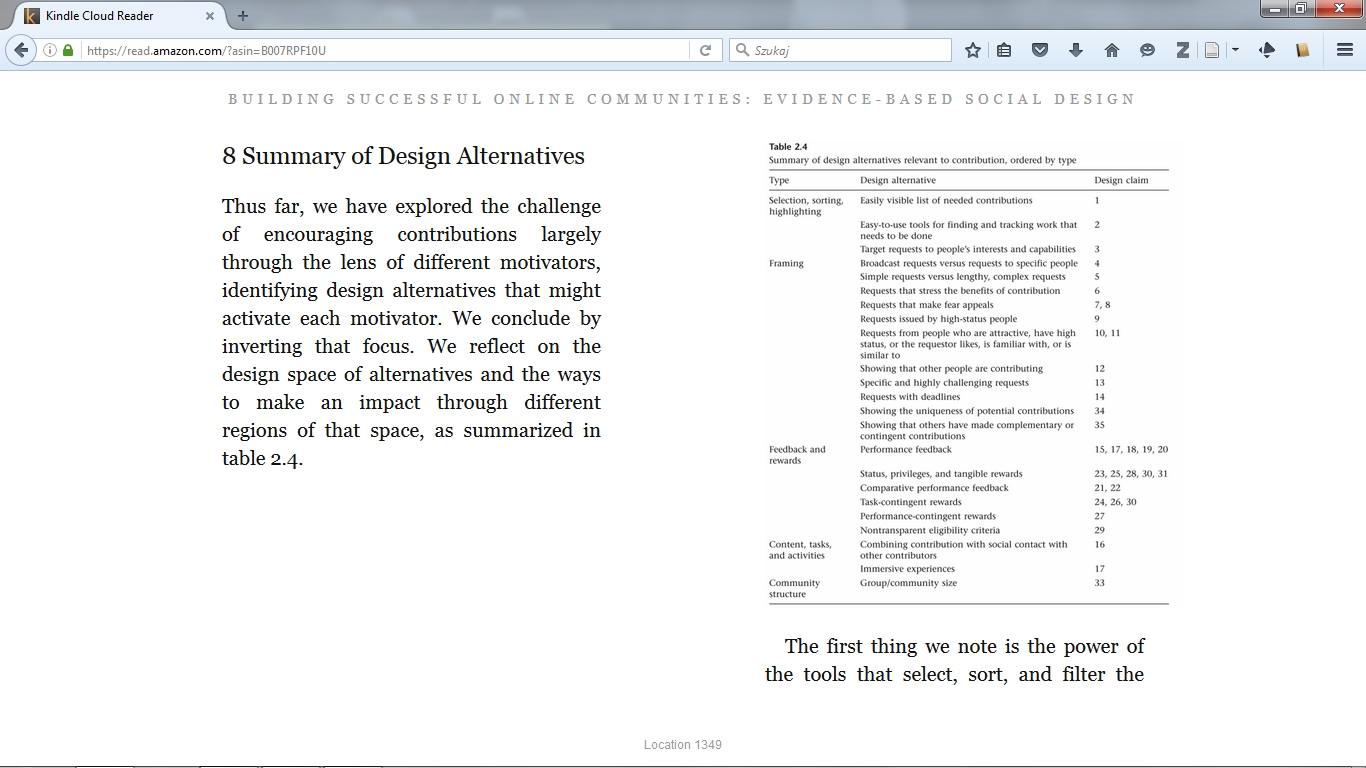 Kindle Cloud Reader
https://read.amazon.com/?asin=B007RPF10U
Szukaj
BUILDING SUCCESSFUL ONLINE COMMUNITIES: EVIDENCE-BASED SOCIAL DESIGN
8 Summary of Design Alternatives
Thus far, we have explored the challenge
of encouraging contributions largely
through the lens of different motivators,
identifying design alternatives that might
activate each motivator. We conclude by
inverting that focus. We reflect on the
design space of alternatives and the ways
to make an impact through different
regions of that space, as summarized in
table 2.4.
Table 2.4
Summary of design alternatives relevant to contribution, ordered by type
Type Design alternative Design claim
Selection, sorting, Easily visible list of needed contributions 1
highlighting
Easy-to-use tools for finding and tracking work that 2
needs to be done
Target requests to people's interests and capabilities 3
Framing Broadcast requests versus requests to specific people 4
Simple requests versus lengthy, complex requests 5
Requests that stress the benefits of contribution 6
Requests that make fear appeals 7, 8
Requests issued by high-status people 9
Requests from people who are attractive, have high 10, 11
status, or the requestor likes, is familiar with, or is
similar to
Showing that other people are contributing 12
Specific and highly challenging requests 13
Requests with deadlines 14
Showing the uniqueness of potential contributions 34
Showing that others have made complementary or 35
contingent contributions
Feedback and Performance feedback 15, 17, 18, 19, 20
rewards
Status, privileges, and tangible rewards 23, 25, 28, 30, 31
Comparative performance feedback 21, 22
Task-contingent rewards 24, 26, 30
Performance-contingent rewards 27
Nontransparent eligibility criteria 29
Content, tasks, Combining contribution with social contact with 16
and activities other contributors
Immersive experiences 17
Community Group/community size 33
structure
The first thing we note is the power of
the tools that select, sort, and filter the
Location 1349